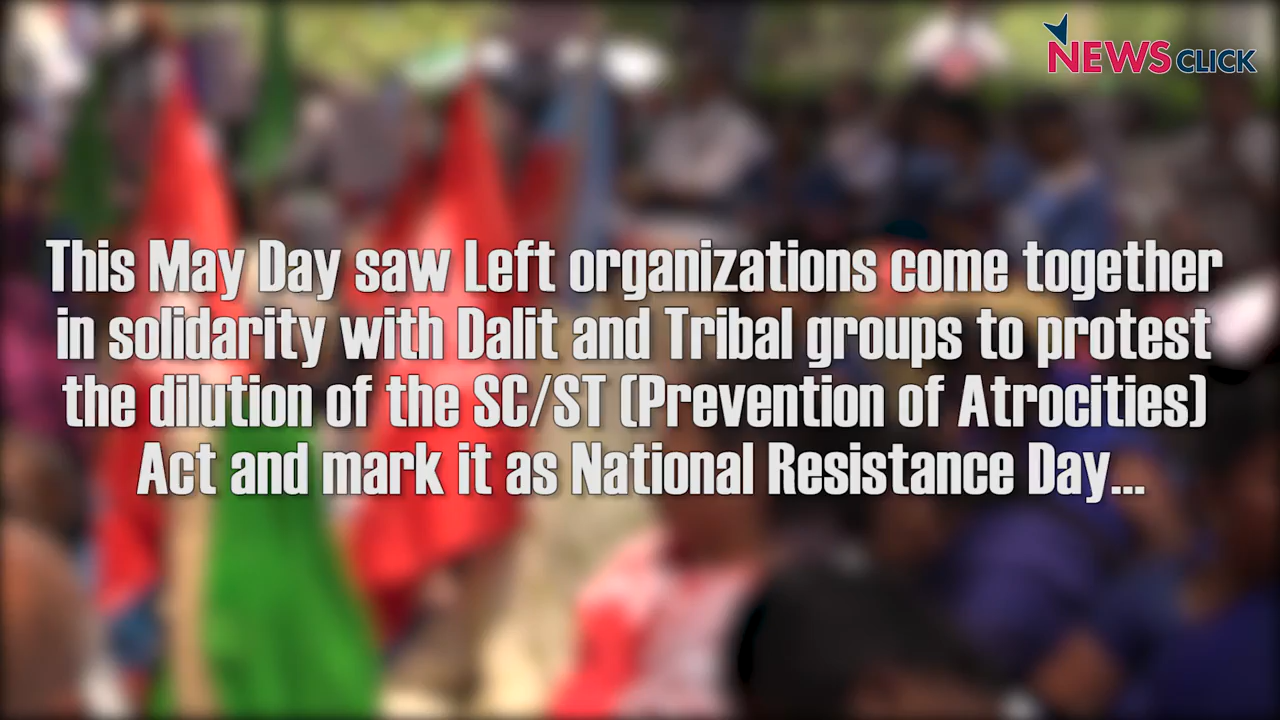 NEWSCLICK
This May Day saw Left organizations come together
in solidarity with Dalit and Tribal groups to protest
the dilution of the SC/ST (Prevention of Atrocities)
Act and mark it as National Resistance Day...